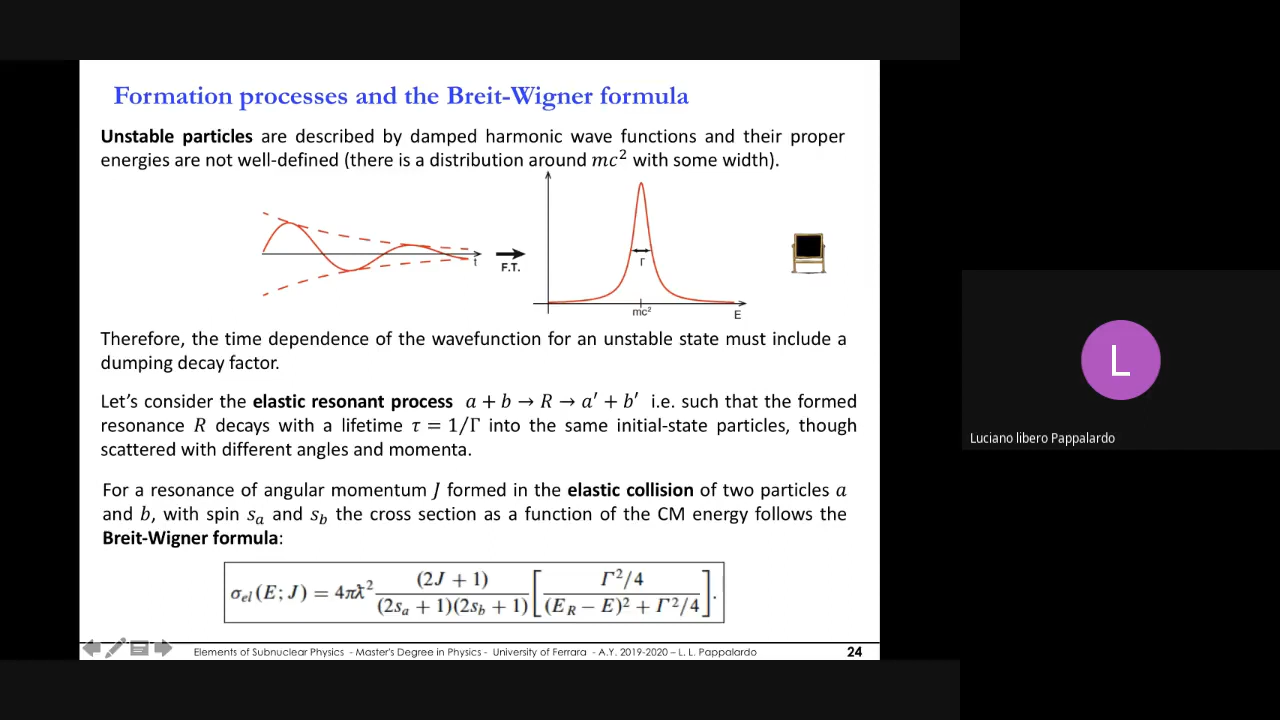 Formation processes and the Breit-Wigner formula
Unstable particles are described by damped harmonic wave functions and their proper
energies are not well-defined (there is a distribution around mc² with some width).
t
F.T.
Γ
mc²
E
Therefore, the time dependence of the wavefunction for an unstable state must include a
dumping decay factor.
Let's consider the elastic resonant process a + b → R → a′ + b′ i.e. such that the formed
resonance R decays with a lifetime τ = 1/Γ into the same initial-state particles, though
scattered with different angles and momenta.
For a resonance of angular momentum J formed in the elastic collision of two particles a
and b, with spin sₐ and s_b the cross section as a function of the CM energy follows the
Breit-Wigner formula:
σ_el(E; J) = 4πƛ² (2J + 1) / (2s_a + 1)(2s_b + 1) [ Γ²/4 / (E_R − E)² + Γ²/4 ].
Elements of Subnuclear Physics - Master's Degree in Physics - University of Ferrara - A.Y. 2019-2020 – L. L. Pappalardo
24
L
Luciano libero Pappalardo